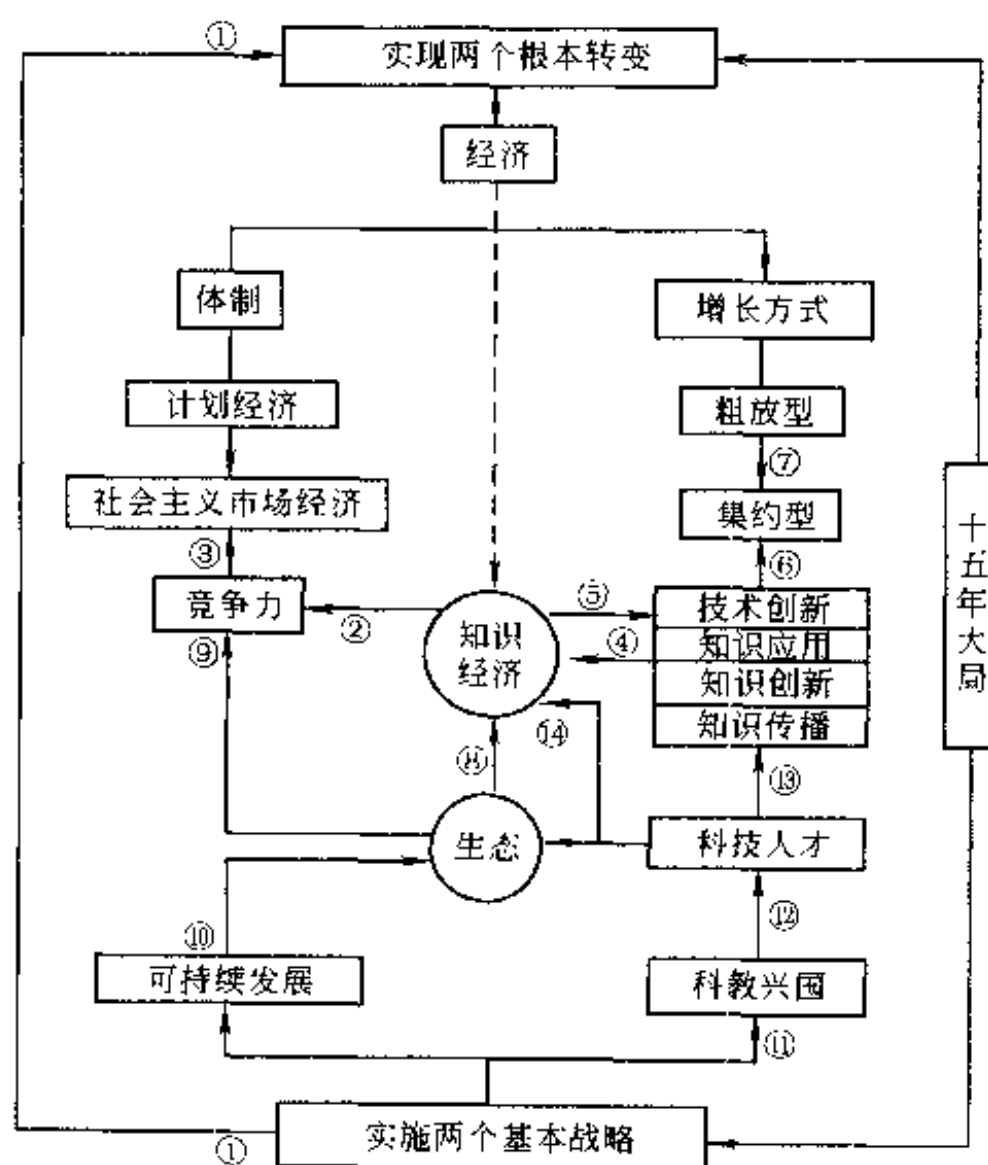 ①
实现两个根本转变
经济
体制
增长方式
计划经济
粗放型
⑦
社会主义市场经济
集约型
③
⑥
竞争力
②
⑤
技术创新
知识
经济
④
知识应用
知识创新
知识传播
⑨
⑭
⑧
⑬
生态
科技人才
⑩
⑫
可持续发展
科教兴国
⑪
①
实施两个基本战略
十五年大局